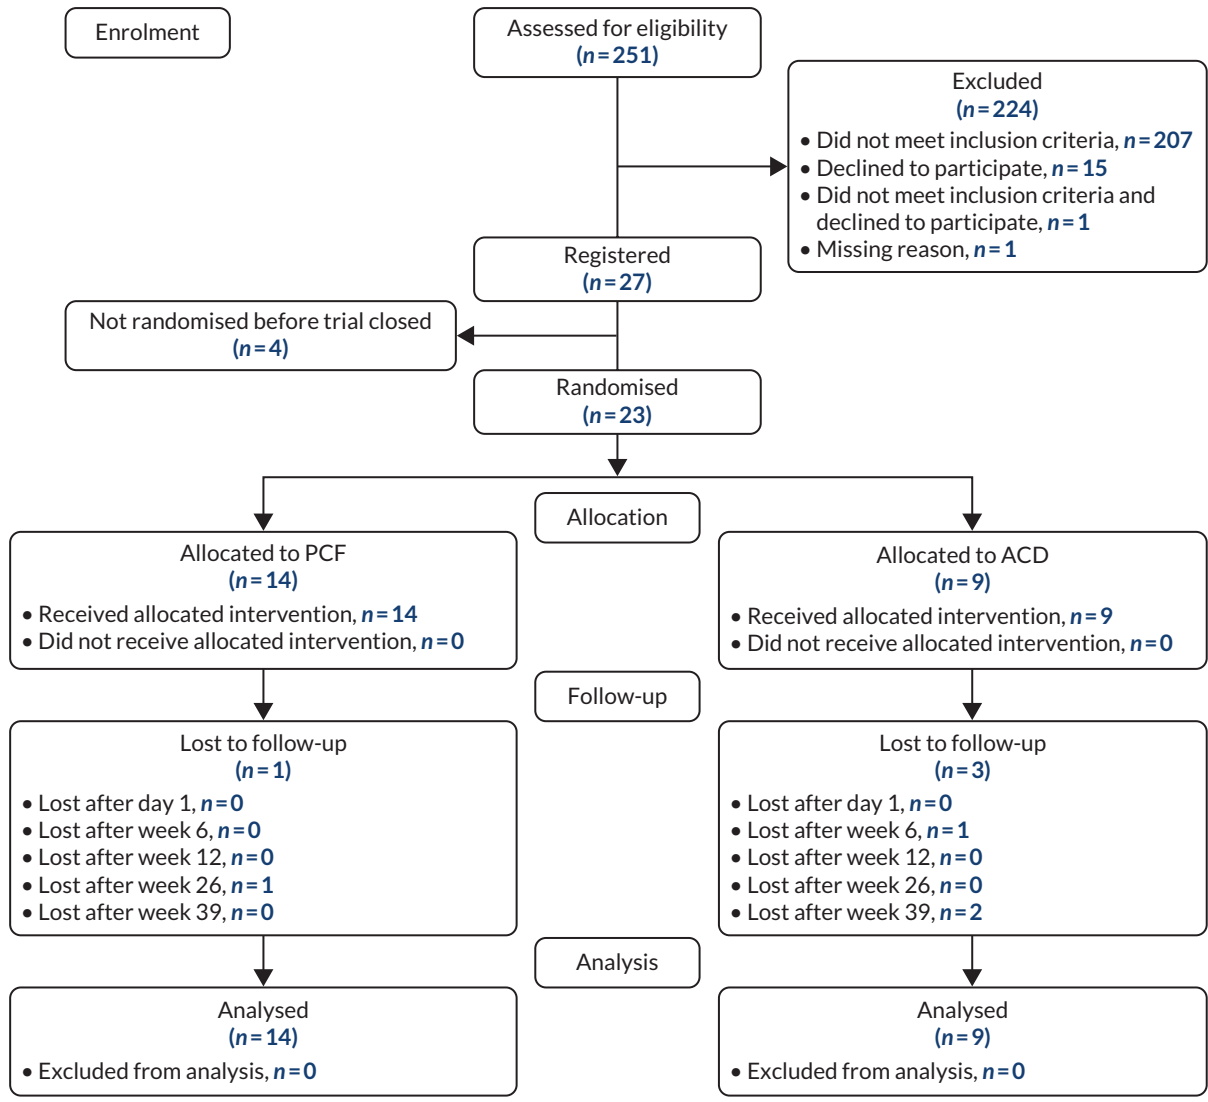 Enrolment
Assessed for eligibility
(n=251)
Excluded
(n=224)
• Did not meet inclusion criteria, n=207
• Declined to participate, n=15
• Did not meet inclusion criteria and
declined to participate, n=1
• Missing reason, n=1
Registered
(n=27)
Not randomised before trial closed
(n=4)
Randomised
(n=23)
Allocation
Allocated to PCF
(n=14)
• Received allocated intervention, n=14
• Did not receive allocated intervention, n=0
Allocated to ACD
(n=9)
• Received allocated intervention, n=9
• Did not receive allocated intervention, n=0
Follow-up
Lost to follow-up
(n=1)
• Lost after day 1, n=0
• Lost after week 6, n=0
• Lost after week 12, n=0
• Lost after week 26, n=1
• Lost after week 39, n=0
Lost to follow-up
(n=3)
• Lost after day 1, n=0
• Lost after week 6, n=1
• Lost after week 12, n=0
• Lost after week 26, n=0
• Lost after week 39, n=2
Analysis
Analysed
(n=14)
• Excluded from analysis, n=0
Analysed
(n=9)
• Excluded from analysis, n=0